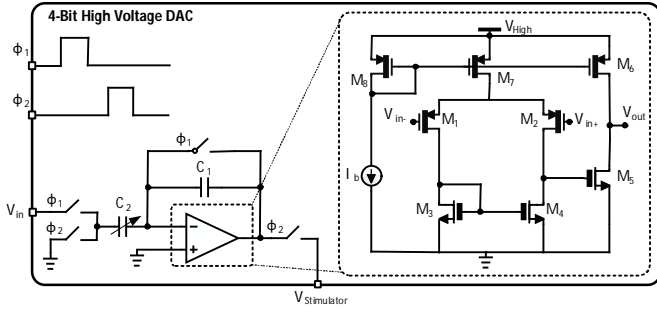 4-Bit High Voltage DAC
ϕ1
ϕ2
ϕ1
C1
Vin
ϕ1
ϕ2
C2
ϕ2
VStimulator
VHigh
M8
M7
M6
Vin-
M1
M2
Vin+
Vout
Ib
M5
M3
M4